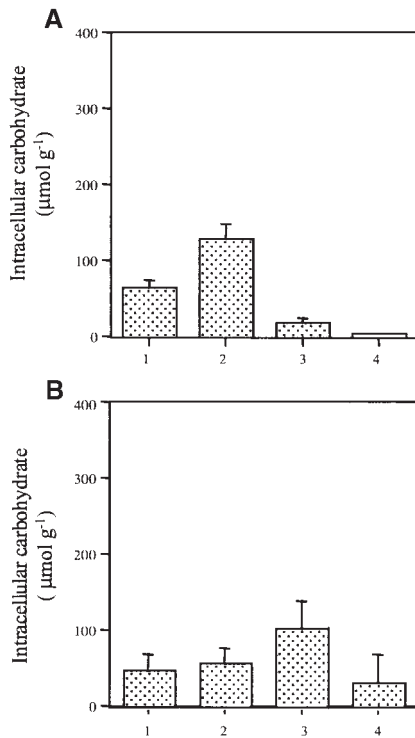 A
Intracellular carbohydrate
(μmol g⁻¹)
400
300
200
100
0
1 2 3 4
B
Intracellular carbohydrate
( μmol g⁻¹)
400
300
200
100
0
1 2 3 4